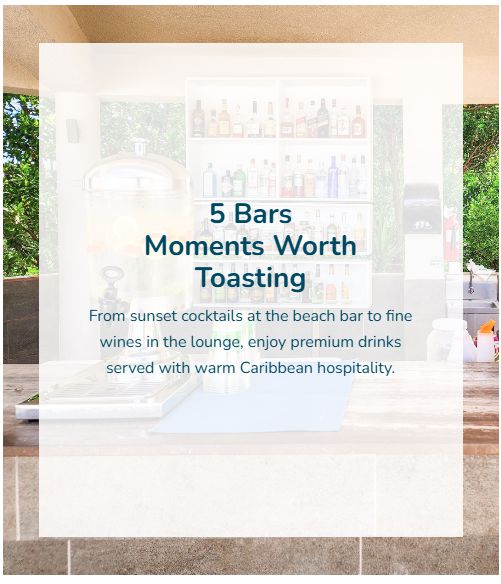 5 Bars
Moments Worth
Toasting
From sunset cocktails at the beach bar to fine
wines in the lounge, enjoy premium drinks
served with warm Caribbean hospitality.